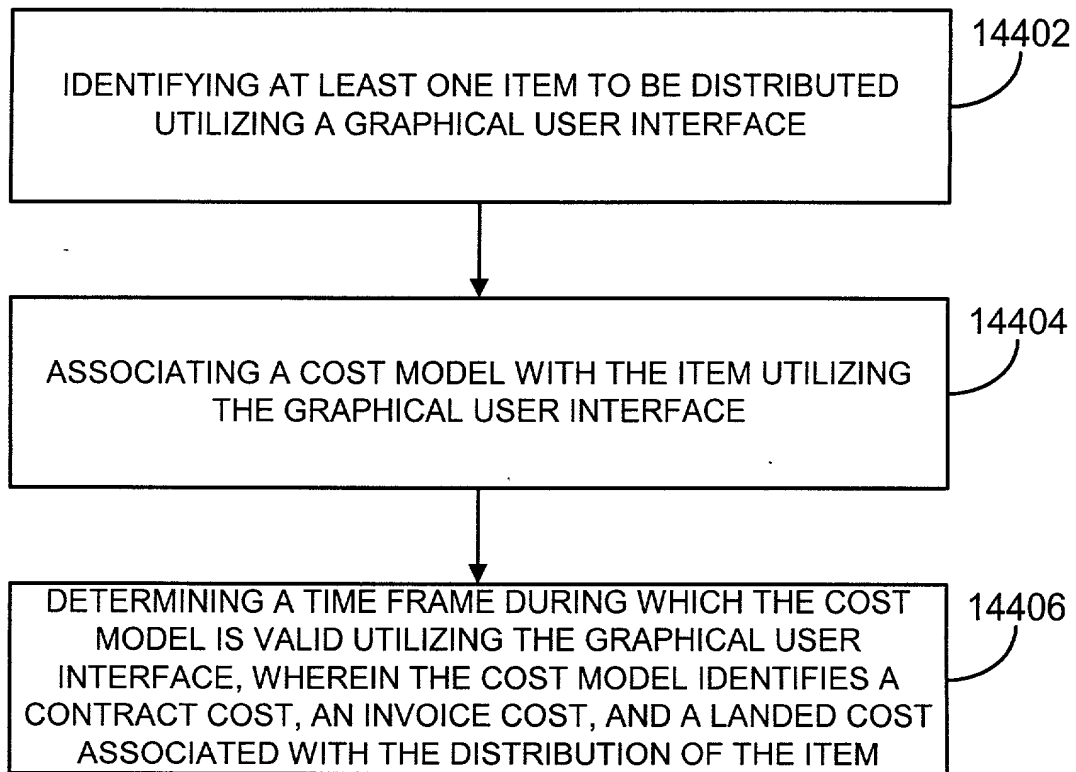 14402
IDENTIFYING AT LEAST ONE ITEM TO BE DISTRIBUTED
UTILIZING A GRAPHICAL USER INTERFACE
14404
ASSOCIATING A COST MODEL WITH THE ITEM UTILIZING
THE GRAPHICAL USER INTERFACE
14406
DETERMINING A TIME FRAME DURING WHICH THE COST
MODEL IS VALID UTILIZING THE GRAPHICAL USER
INTERFACE, WHEREIN THE COST MODEL IDENTIFIES A
CONTRACT COST, AN INVOICE COST, AND A LANDED COST
ASSOCIATED WITH THE DISTRIBUTION OF THE ITEM